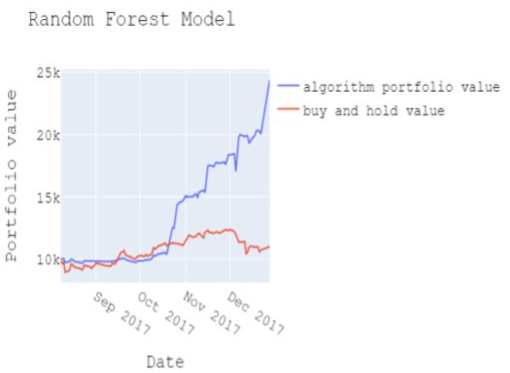 Random Forest Model
25k
20k
15k
10k
Portfolio value
Sep 2017
Oct 2017
Nov 2017
Dec 2017
Date
algorithm portfolio value
buy and hold value